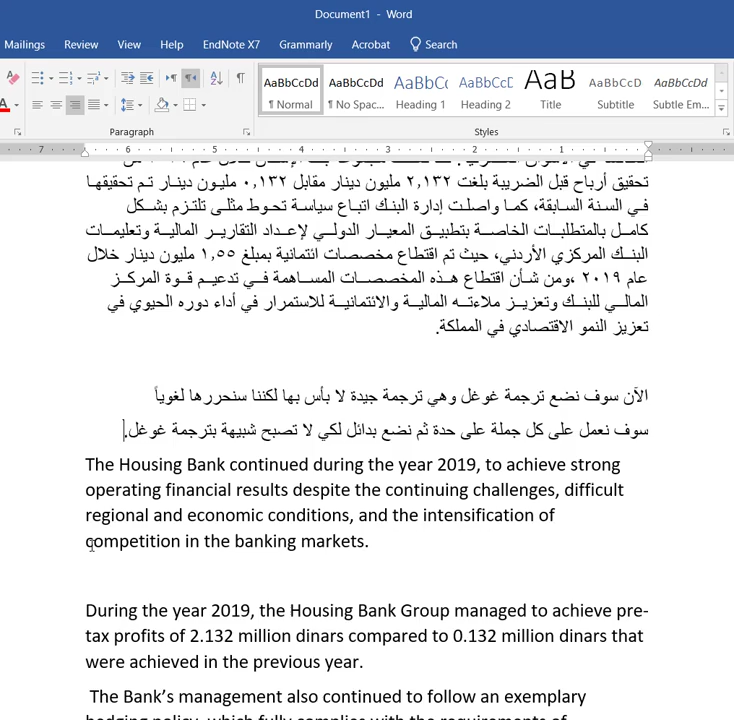 Document1 - Word
Mailings Review View Help EndNote X7 Grammarly Acrobat Search
AaBbCcDd AaBbCcDd AaBbCc AaBbCcD AaB AaBbCcD AaBbCcDd
¶ Normal ¶ No Spac... Heading 1 Heading 2 Title Subtitle Subtle Em...
Paragraph Styles
7 6 5 4 3 2 1
تحقيق أرباح قبل الضريبة بلغت ٢,١٣٢ مليون دينار مقابل ٠,١٣٢ مليون دينار تم تحقيقها
في السنة السابقة، كما واصلت إدارة البنك اتباع سياسة تحوط مثلى تلتزم بشكل
كامل بالمتطلبات الخاصة بتطبيق المعيار الدولي لإعداد التقارير المالية وتعليمات
البنك المركزي الأردني، حيث تم اقتطاع مخصصات ائتمانية بمبلغ ١,٥٥ مليون دينار خلال
عام ٢٠١٩ ،ومن شأن اقتطاع هذه المخصصات المساهمة في تدعيم قوة المركز
المالي للبنك وتعزيز ملاءته المالية والائتمانية للاستمرار في أداء دوره الحيوي في
تعزيز النمو الاقتصادي في المملكة.
الآن سوف نضع ترجمة غوغل وهي ترجمة جيدة لا بأس بها لكننا سنحررها لغوياً
سوف نعمل على كل جملة على حدة ثم نضع بدائل لكي لا تصبح شبيهة بترجمة غوغل.
The Housing Bank continued during the year 2019, to achieve strong
operating financial results despite the continuing challenges, difficult
regional and economic conditions, and the intensification of
competition in the banking markets.
During the year 2019, the Housing Bank Group managed to achieve pre-
tax profits of 2.132 million dinars compared to 0.132 million dinars that
were achieved in the previous year.
The Bank's management also continued to follow an exemplary
hedging policy, which fully complies with the requirements of